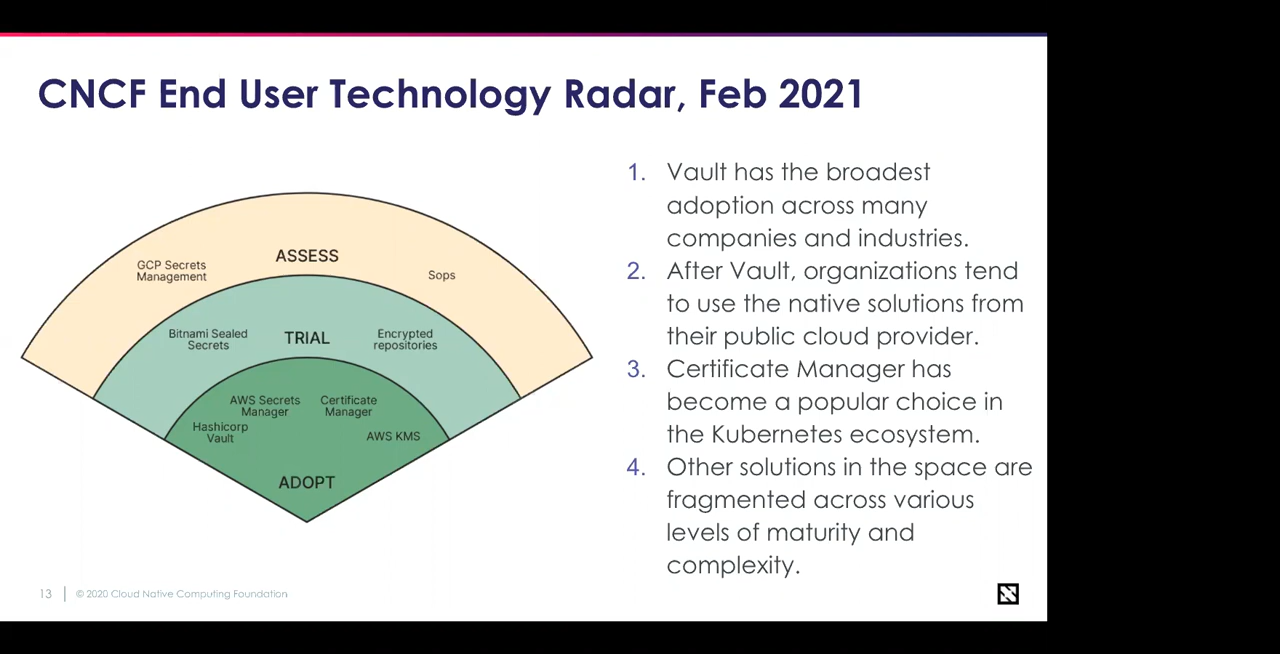 CNCF End User Technology Radar, Feb 2021
ASSESS
GCP Secrets
Management
Sops
TRIAL
Bitnami Sealed
Secrets
Encrypted
repositories
AWS Secrets
Manager
Certificate
Manager
Hashicorp
Vault
AWS KMS
ADOPT
1. Vault has the broadest
adoption across many
companies and industries.
2. After Vault, organizations tend
to use the native solutions from
their public cloud provider.
3. Certificate Manager has
become a popular choice in
the Kubernetes ecosystem.
4. Other solutions in the space are
fragmented across various
levels of maturity and
complexity.
13 © 2020 Cloud Native Computing Foundation